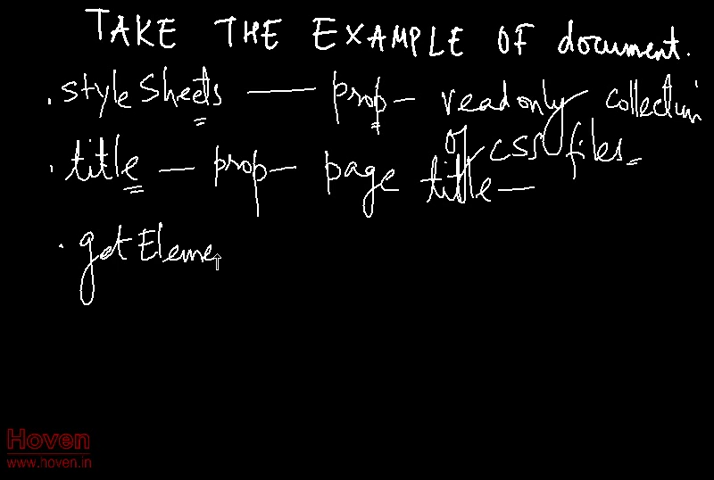 TAKE THE EXAMPLE OF document.
. styleSheets — prop — readonly collection
of CSS files.
. title — prop — page title —
. getEleme
Hoven
www.hoven.in